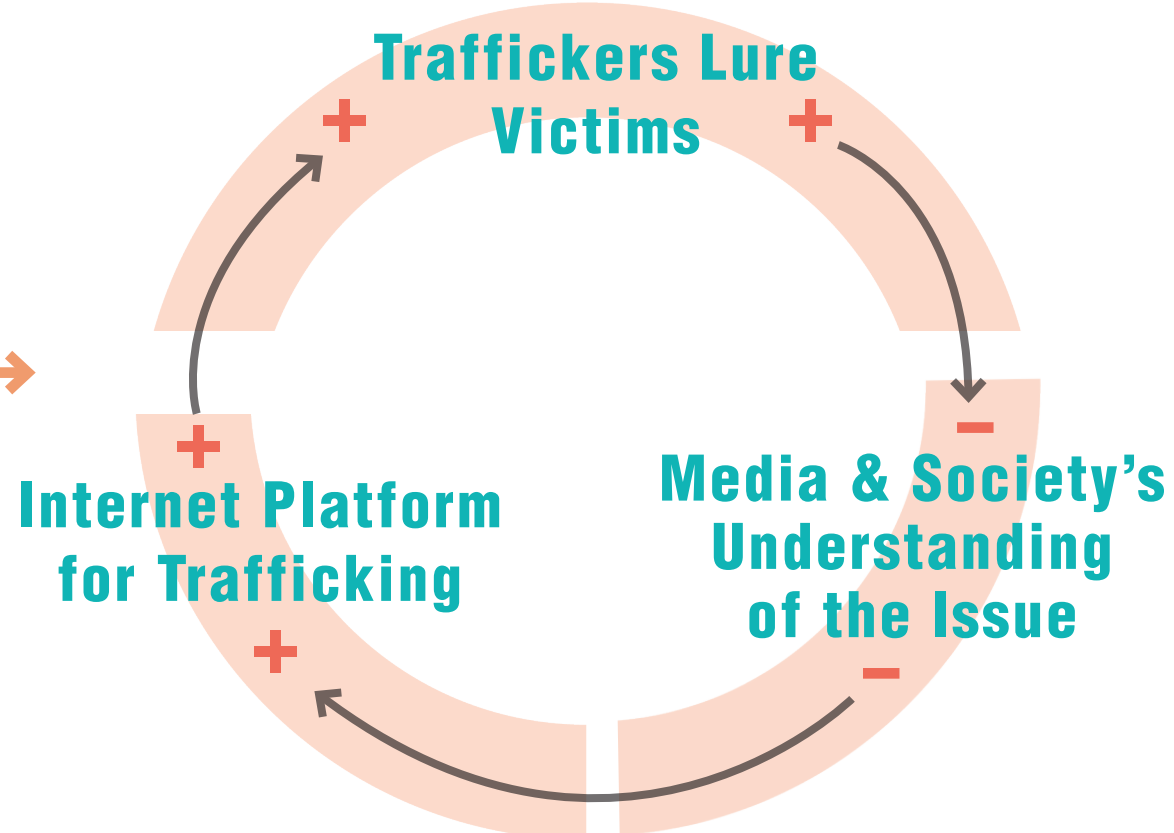 Traffickers Lure
Victims
+
+
+
−
Internet Platform
for Trafficking
Media & Society’s
Understanding
of the Issue
+
−